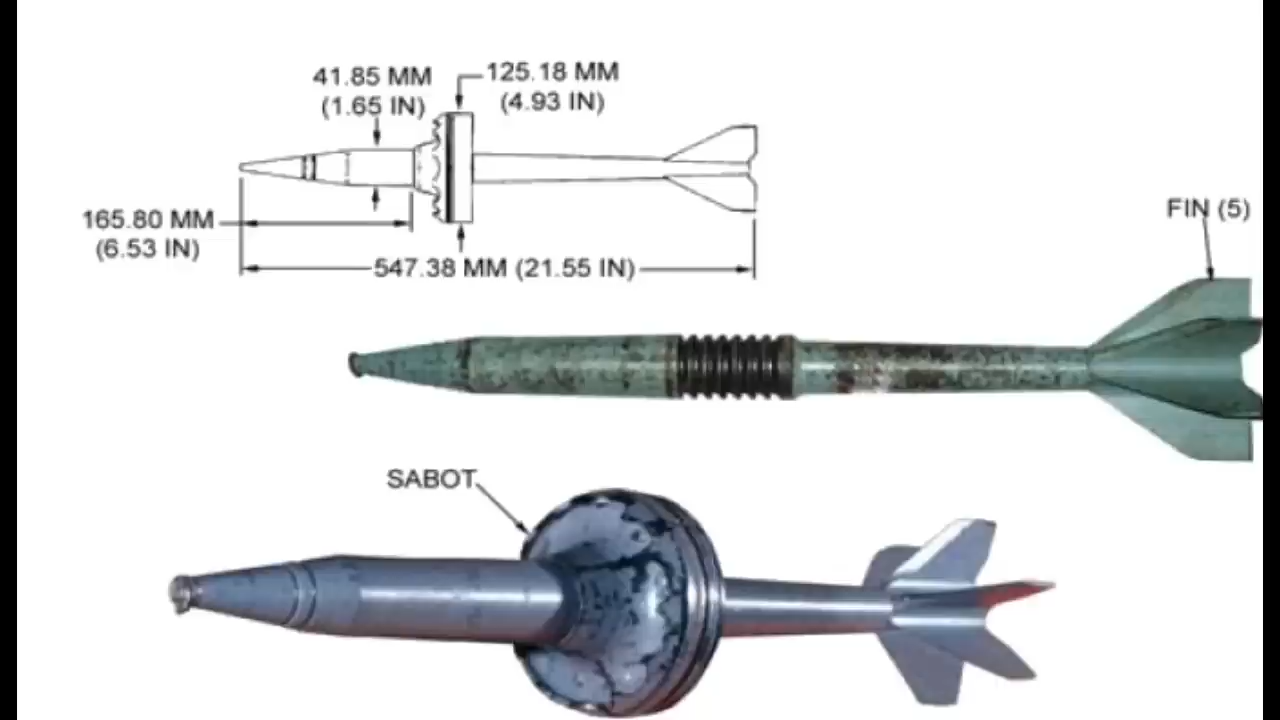 41.85 MM
(1.65 IN)
125.18 MM
(4.93 IN)
165.80 MM
(6.53 IN)
547.38 MM (21.55 IN)
FIN (5)
SABOT